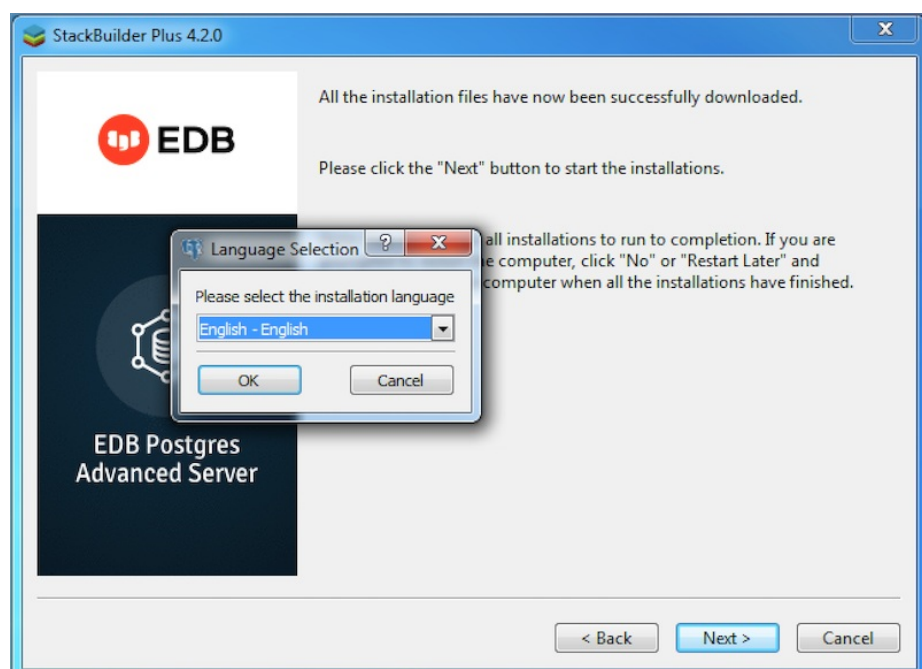 StackBuilder Plus 4.2.0
EDB
All the installation files have now been successfully downloaded.
Please click the "Next" button to start the installations.
all installations to run to completion. If you are
computer, click "No" or "Restart Later" and
computer when all the installations have finished.
Language Selection
Please select the installation language
English - English
OK
Cancel
EDB Postgres
Advanced Server
< Back
Next >
Cancel